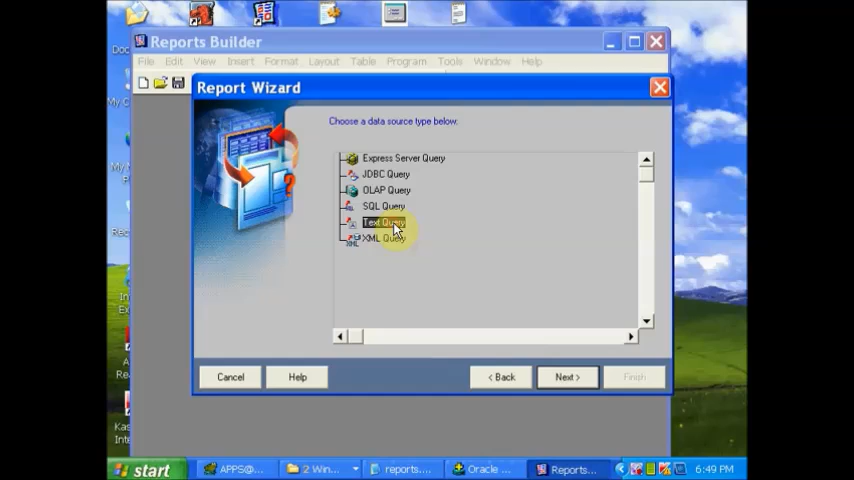 Reports Builder
File Edit View Insert Format Layout Table Program Tools Window Help
Report Wizard
Choose a data source type below.
Express Server Query
JDBC Query
OLAP Query
SQL Query
Text Query
XML Query
Cancel Help < Back Next > Finish
start APPS@... 2 Win... reports.... Oracle ... Reports... 6:49 PM